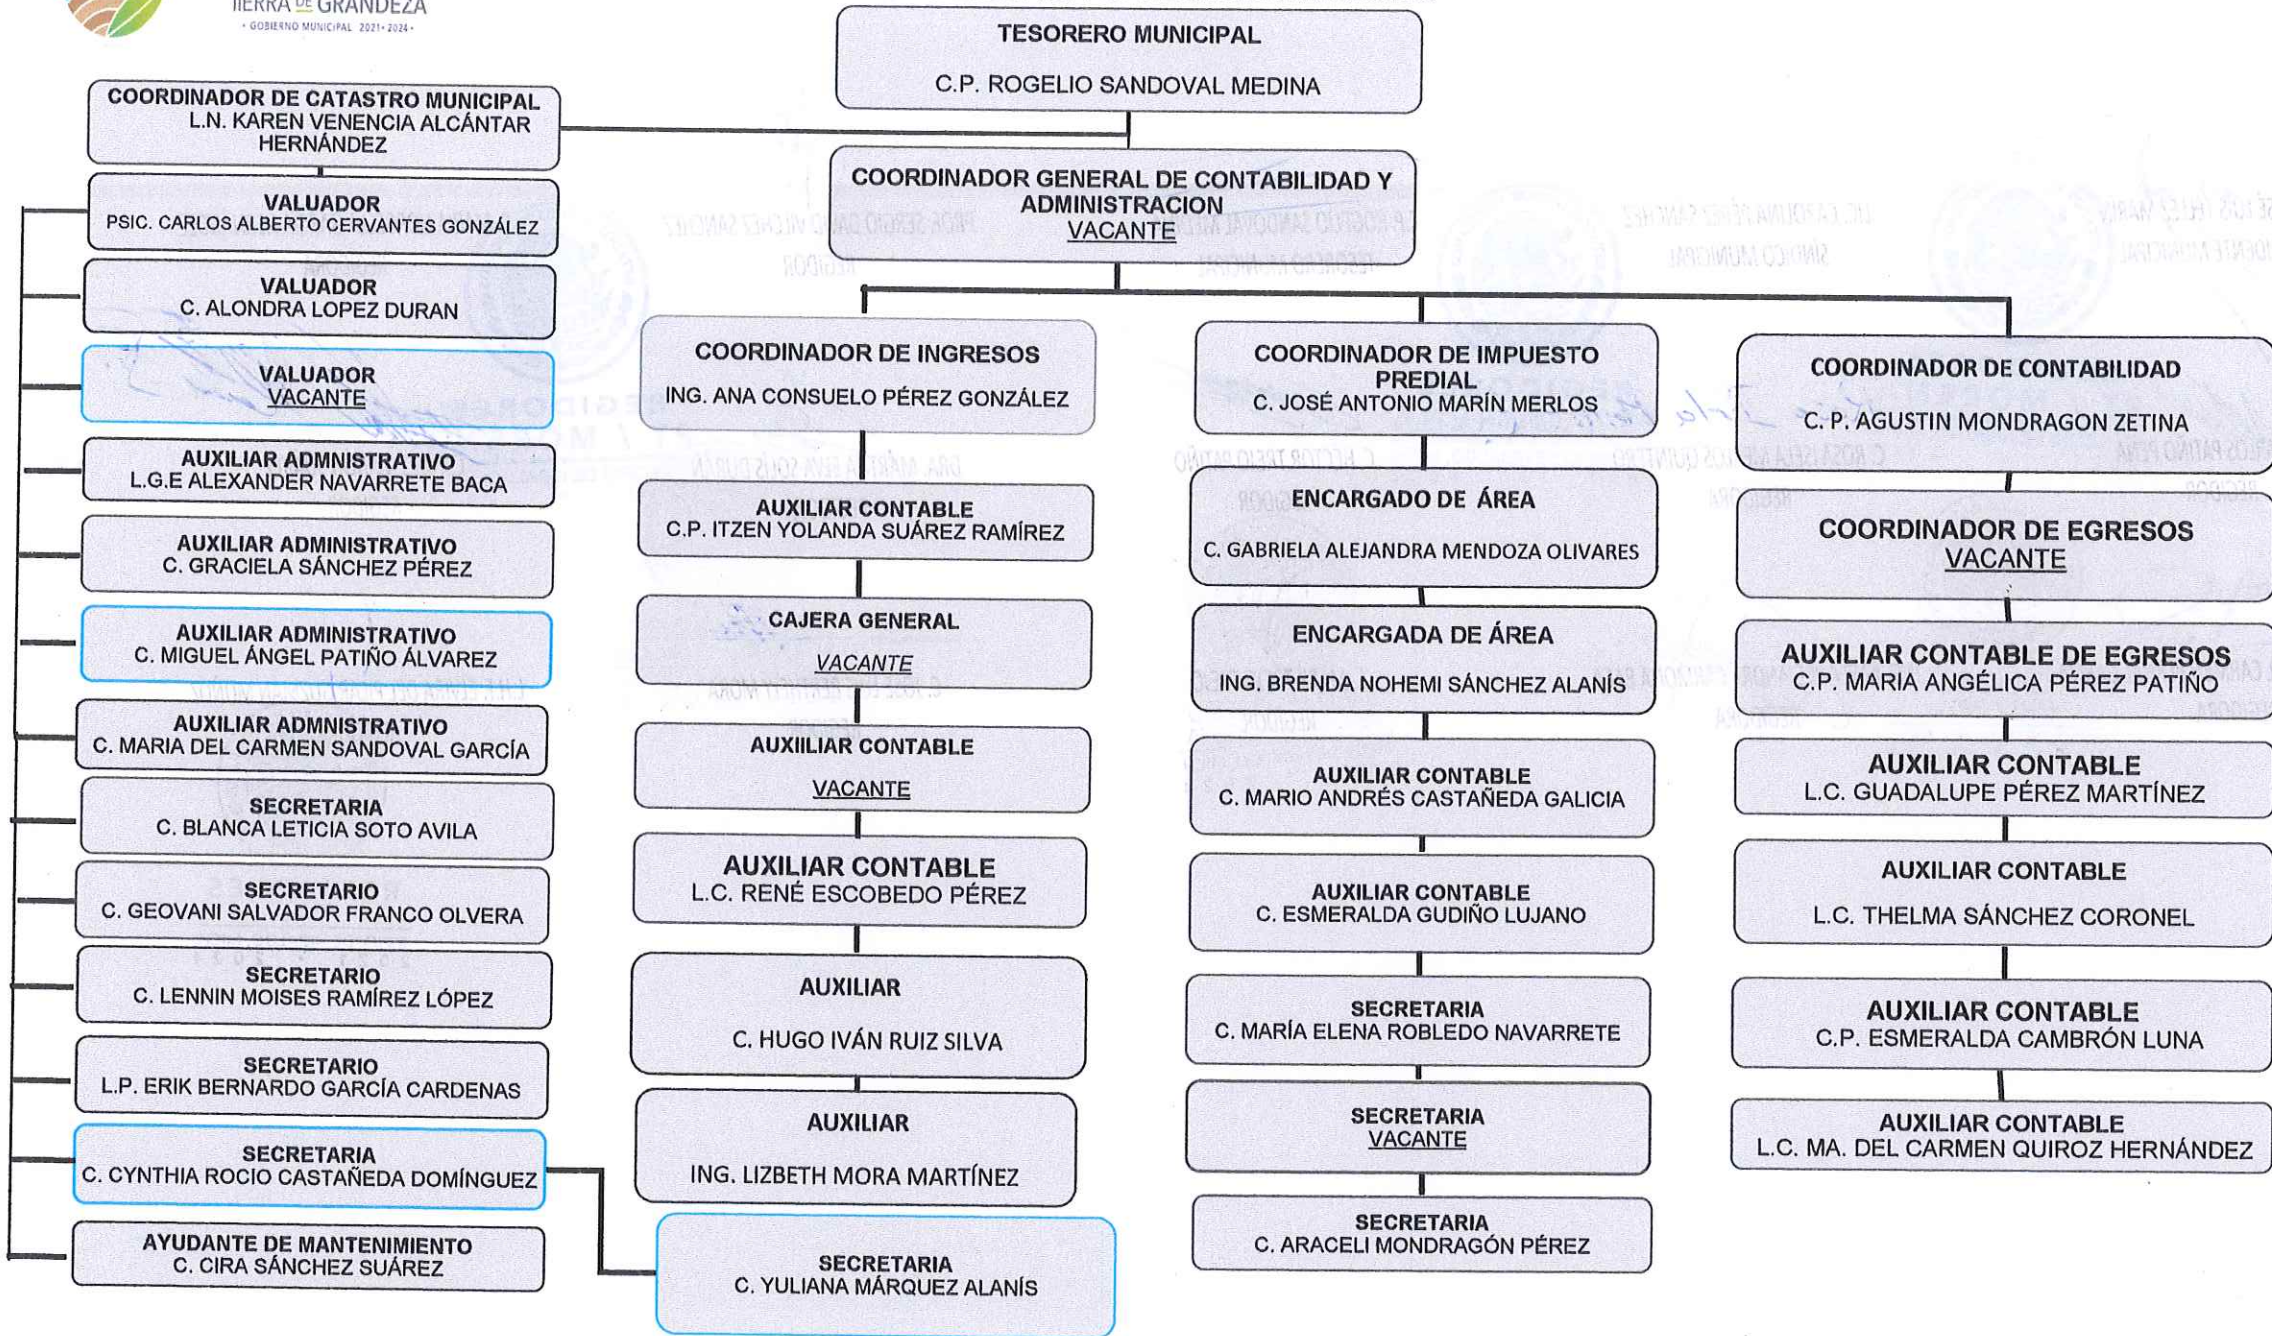 TIERRA DE GRANDEZA
• GOBIERNO MUNICIPAL 2021 • 2024 •
TESORERO MUNICIPAL
C.P. ROGELIO SANDOVAL MEDINA
COORDINADOR DE CATASTRO MUNICIPAL
L.N. KAREN VENENCIA ALCÁNTAR
HERNÁNDEZ
COORDINADOR GENERAL DE CONTABILIDAD Y
ADMINISTRACION
VACANTE
VALUADOR
PSIC. CARLOS ALBERTO CERVANTES GONZÁLEZ
VALUADOR
C. ALONDRA LOPEZ DURAN
VALUADOR
VACANTE
AUXILIAR ADMNISTRATIVO
L.G.E ALEXANDER NAVARRETE BACA
AUXILIAR ADMINISTRATIVO
C. GRACIELA SÁNCHEZ PÉREZ
AUXILIAR ADMINISTRATIVO
C. MIGUEL ÁNGEL PATIÑO ÁLVAREZ
AUXILIAR ADMNISTRATIVO
C. MARIA DEL CARMEN SANDOVAL GARCÍA
SECRETARIA
C. BLANCA LETICIA SOTO AVILA
SECRETARIO
C. GEOVANI SALVADOR FRANCO OLVERA
SECRETARIO
C. LENNIN MOISES RAMÍREZ LÓPEZ
SECRETARIO
L.P. ERIK BERNARDO GARCÍA CARDENAS
SECRETARIA
C. CYNTHIA ROCIO CASTAÑEDA DOMÍNGUEZ
AYUDANTE DE MANTENIMIENTO
C. CIRA SÁNCHEZ SUÁREZ
COORDINADOR DE INGRESOS
ING. ANA CONSUELO PÉREZ GONZÁLEZ
AUXILIAR CONTABLE
C.P. ITZEN YOLANDA SUÁREZ RAMÍREZ
CAJERA GENERAL
VACANTE
AUXIILIAR CONTABLE
VACANTE
AUXILIAR CONTABLE
L.C. RENÉ ESCOBEDO PÉREZ
AUXILIAR
C. HUGO IVÁN RUIZ SILVA
AUXILIAR
ING. LIZBETH MORA MARTÍNEZ
SECRETARIA
C. YULIANA MÁRQUEZ ALANÍS
COORDINADOR DE IMPUESTO
PREDIAL
C. JOSÉ ANTONIO MARÍN MERLOS
ENCARGADO DE ÁREA
C. GABRIELA ALEJANDRA MENDOZA OLIVARES
ENCARGADA DE ÁREA
ING. BRENDA NOHEMI SÁNCHEZ ALANÍS
AUXILIAR CONTABLE
C. MARIO ANDRÉS CASTAÑEDA GALICIA
AUXILIAR CONTABLE
C. ESMERALDA GUDIÑO LUJANO
SECRETARIA
C. MARÍA ELENA ROBLEDO NAVARRETE
SECRETARIA
VACANTE
SECRETARIA
C. ARACELI MONDRAGÓN PÉREZ
COORDINADOR DE CONTABILIDAD
C. P. AGUSTIN MONDRAGON ZETINA
COORDINADOR DE EGRESOS
VACANTE
AUXILIAR CONTABLE DE EGRESOS
C.P. MARIA ANGÉLICA PÉREZ PATIÑO
AUXILIAR CONTABLE
L.C. GUADALUPE PÉREZ MARTÍNEZ
AUXILIAR CONTABLE
L.C. THELMA SÁNCHEZ CORONEL
AUXILIAR CONTABLE
C.P. ESMERALDA CAMBRÓN LUNA
AUXILIAR CONTABLE
L.C. MA. DEL CARMEN QUIROZ HERNÁNDEZ